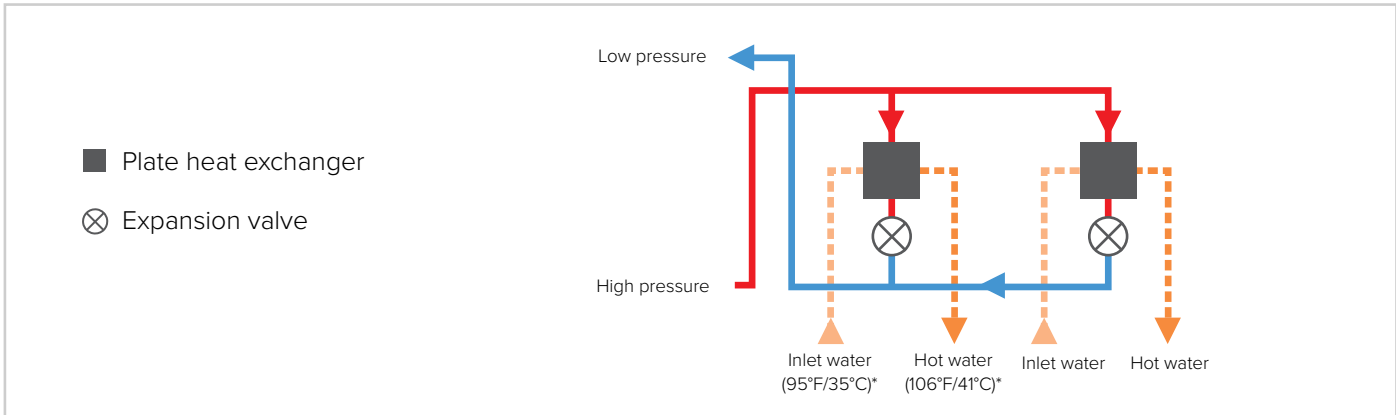 Low pressure
Plate heat exchanger
Expansion valve
High pressure
Inlet water
(95°F/35°C)*
Hot water
(106°F/41°C)*
Inlet water
Hot water